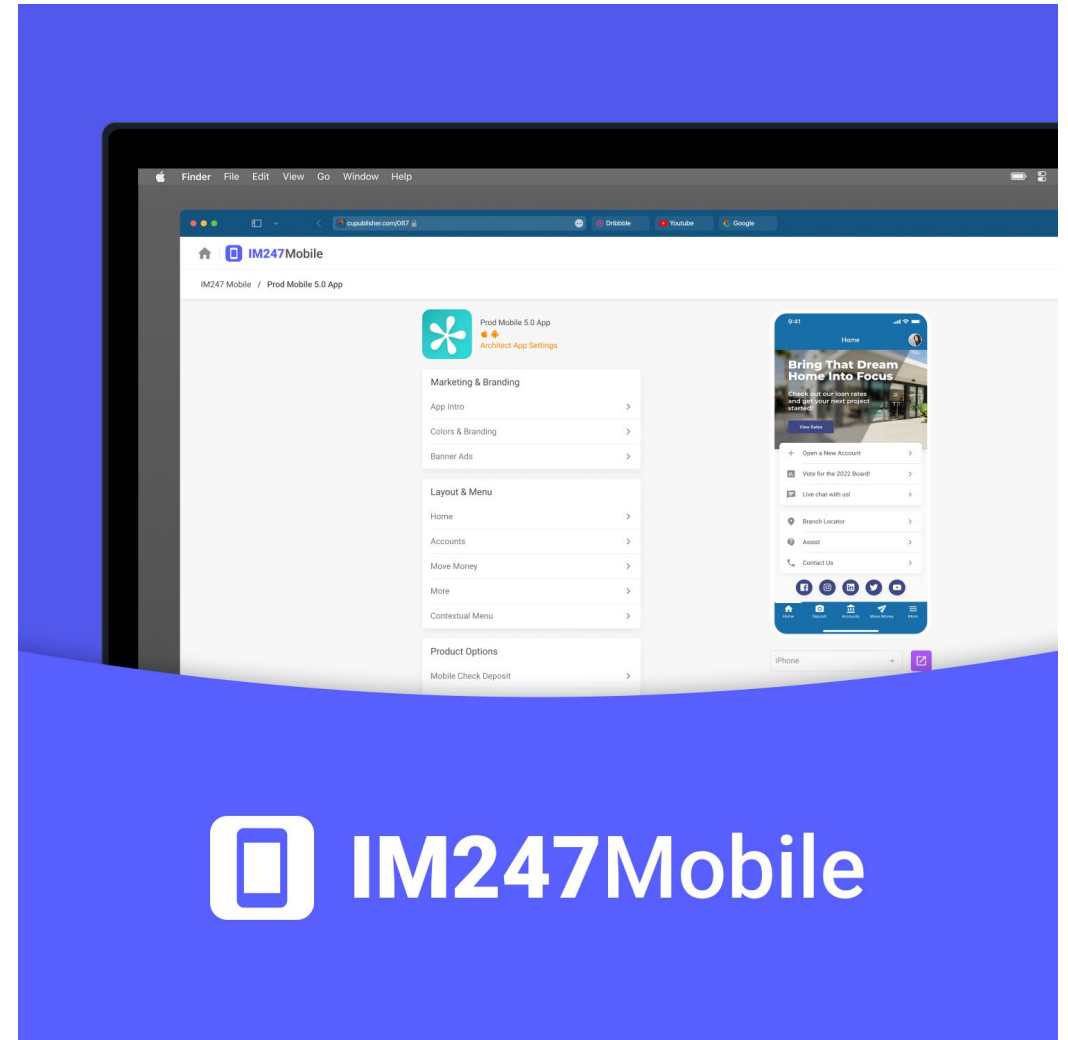 Finder File Edit View Go Window Help
cupublisher.com/087 Dribbble Youtube Google
IM247Mobile
IM247 Mobile / Prod Mobile 5.0 App
Prod Mobile 5.0 App
Architect App Settings
Marketing & Branding
App Intro
Colors & Branding
Banner Ads
Layout & Menu
Home
Accounts
Move Money
More
Contextual Menu
Product Options
Mobile Check Deposit
9:41
Home
Bring That Dream
Home Into Focus
Check out our loan rates
and get your next project
started!
View Rates
Open a New Account
Vote for the 2022 Board!
Live chat with us!
Branch Locator
Assist
Contact Us
Home Deposit Accounts Move Money More
iPhone
IM247Mobile